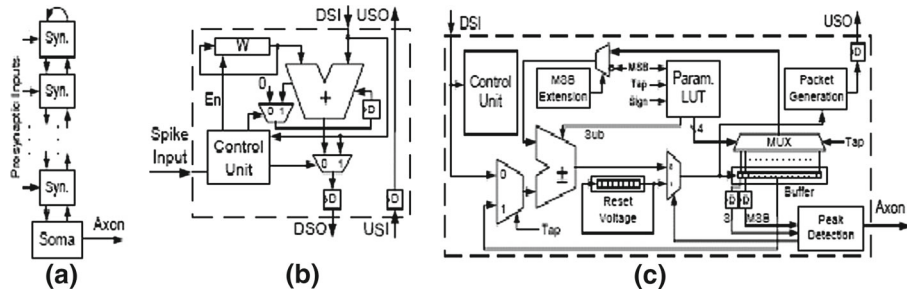 Syn.
Syn.
Syn.
Soma
Axon
Prosynaptic Inputs
(a)
DSI
USO
W
En
0
+
0 1
D
Spike
Input
Control
Unit
0 1
D
D
DSO
USI
(b)
DSI
USO
Control
Unit
MSB
Extension
MSB
Tap
Sign
Param.
LUT
4
Packet
Generation
D
Sub
MUX
Tap
0
1
±
Tap
Reset
Voltage
Buffer
D
D
S
MSB
Peak
Detection
Axon
(c)